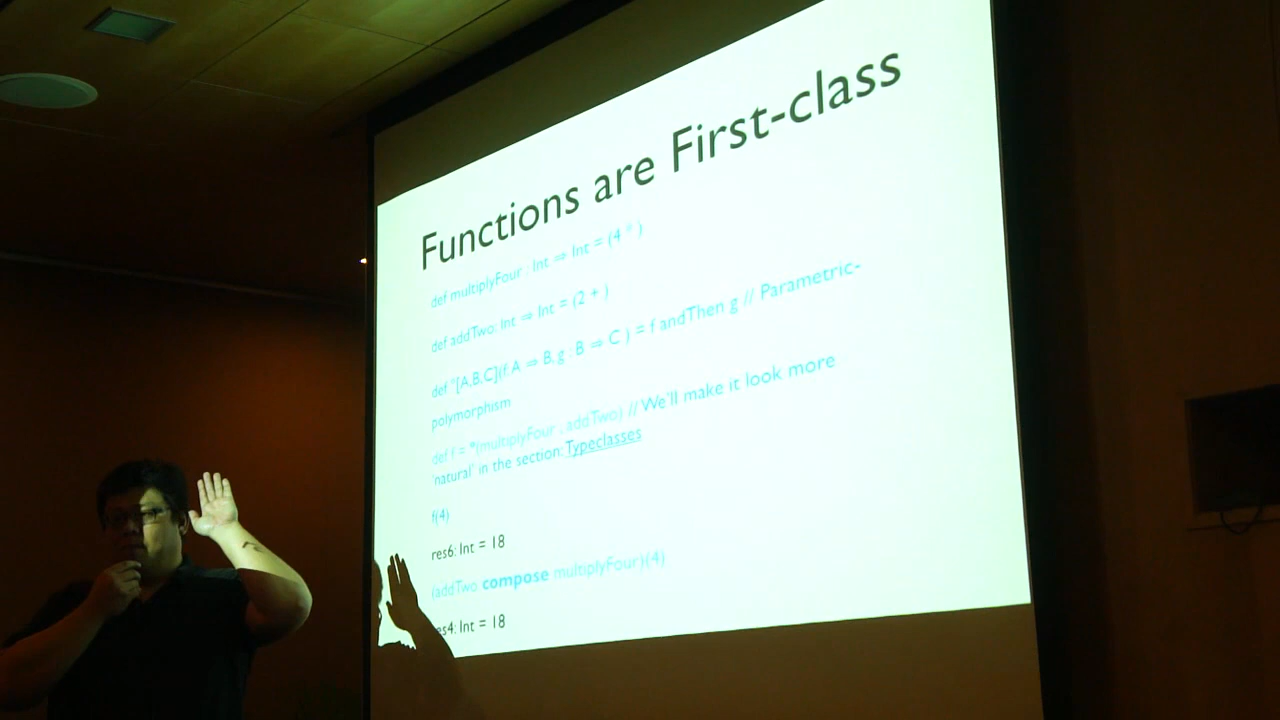 Functions are First-class
def multiplyFour : Int ⇒ Int = (4 * )
def addTwo: Int ⇒ Int = (2 + )
def ˆ[A,B,C](f: A ⇒ B, g : B ⇒ C ) = f andThen g // Parametric-
polymorphism
def f = ˆ(multiplyFour , addTwo) // We'll make it look more
'natural' in the section: Typeclasses
f(4)
res6: Int = 18
(addTwo compose multiplyFour)(4)
res4: Int = 18